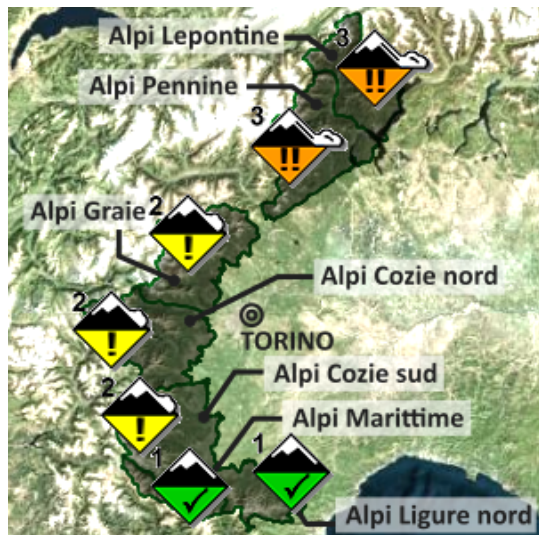 Alpi Lepontine
3
!!
Alpi Pennine
3
!!
Alpi Graie
2
!
Alpi Cozie nord
2
!
TORINO
Alpi Cozie sud
2
!
Alpi Marittime
1
1
Alpi Ligure nord